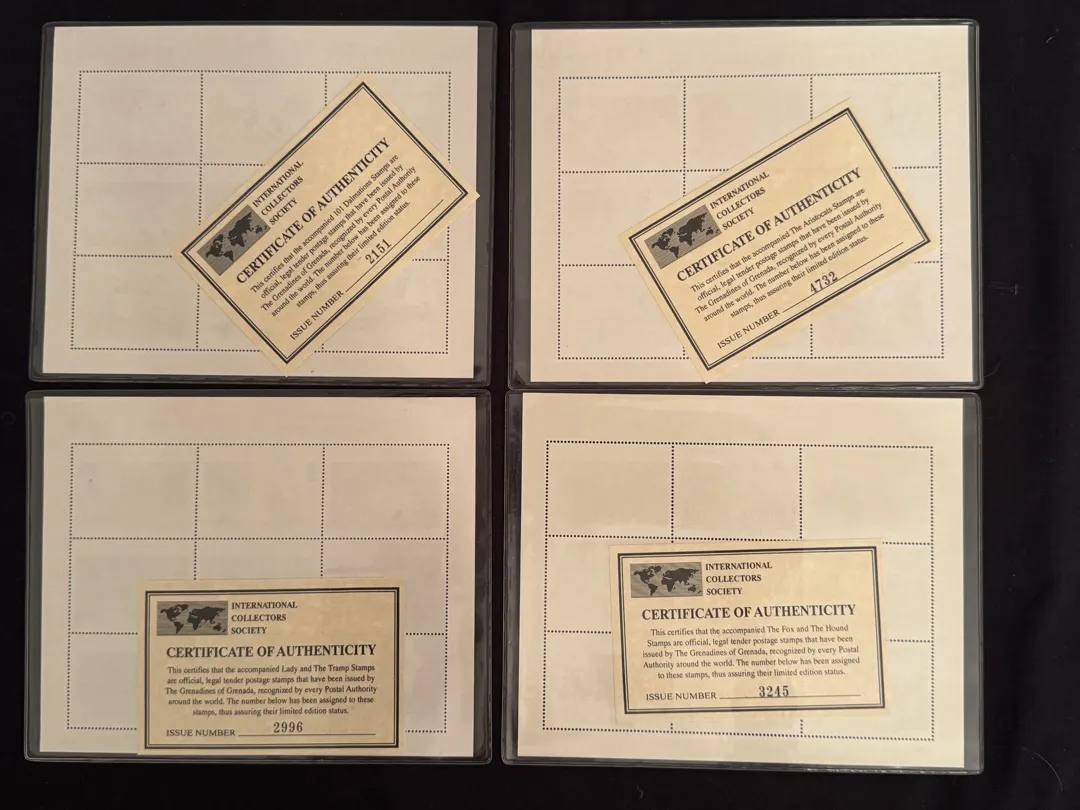 INTERNATIONAL
COLLECTORS
SOCIETY
CERTIFICATE OF AUTHENTICITY
This certifies that the accompanied 101 Dalmations Stamps are
official, legal tender postage stamps that have been issued by
The Grenadines of Grenada, recognized by every Postal Authority
around the world. The number below has been assigned to these
stamps, thus assuring their limited edition status.
ISSUE NUMBER 2151
INTERNATIONAL
COLLECTORS
SOCIETY
CERTIFICATE OF AUTHENTICITY
This certifies that the accompanied The Aristocats Stamps are
official, legal tender postage stamps that have been issued by
The Grenadines of Grenada, recognized by every Postal Authority
around the world. The number below has been assigned to these
stamps, thus assuring their limited edition status.
ISSUE NUMBER 4732
INTERNATIONAL
COLLECTORS
SOCIETY
CERTIFICATE OF AUTHENTICITY
This certifies that the accompanied Lady and The Tramp Stamps
are official, legal tender postage stamps that have been issued by
The Grenadines of Grenada, recognized by every Postal Authority
around the world. The number below has been assigned to these
stamps, thus assuring their limited edition status.
ISSUE NUMBER 2996
INTERNATIONAL
COLLECTORS
SOCIETY
CERTIFICATE OF AUTHENTICITY
This certifies that the accompanied The Fox and The Hound
Stamps are official, legal tender postage stamps that have been
issued by The Grenadines of Grenada, recognized by every Postal
Authority around the world. The number below has been assigned
to these stamps, thus assuring their limited edition status.
ISSUE NUMBER 3245